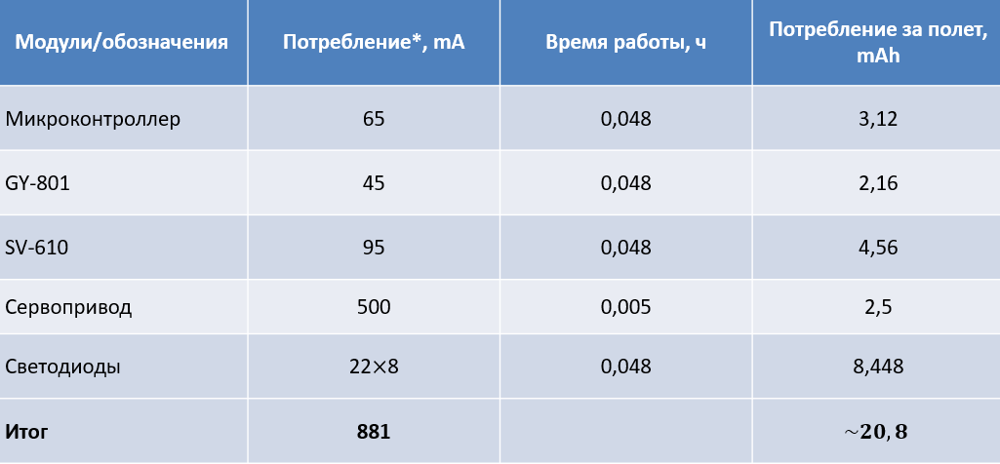 Модули/обозначения Потребление*, mA Время работы, ч Потребление за полет, mAh
Микроконтроллер 65 0,048 3,12
GY-801 45 0,048 2,16
SV-610 95 0,048 4,56
Сервопривод 500 0,005 2,5
Светодиоды 22×8 0,048 8,448
Итог 881 ~20,8